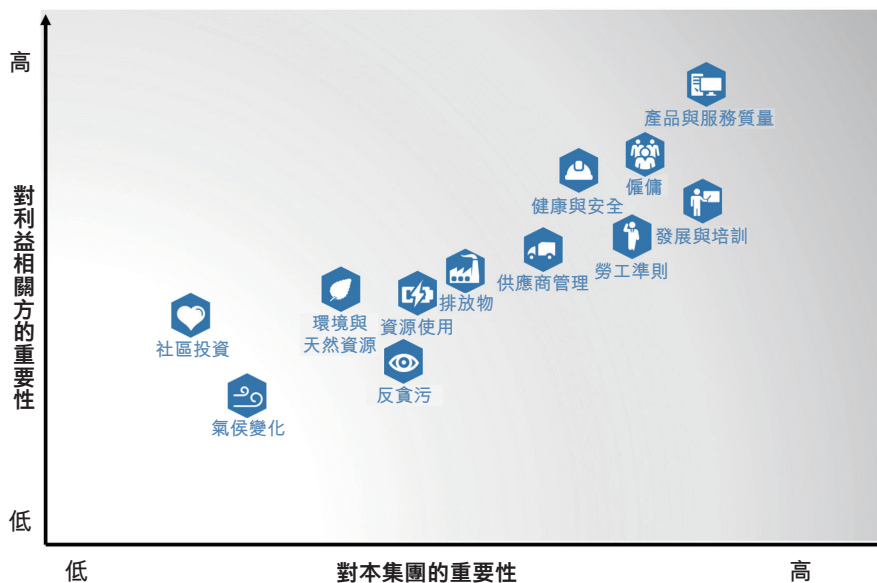 高
產品與服務質量
僱傭
健康與安全
發展與培訓
勞工準則
供應商管理
排放物
資源使用
環境與
天然資源
社區投資
反貪污
氣侯變化
對利益相關方的重要性
低
低
對本集團的重要性
高